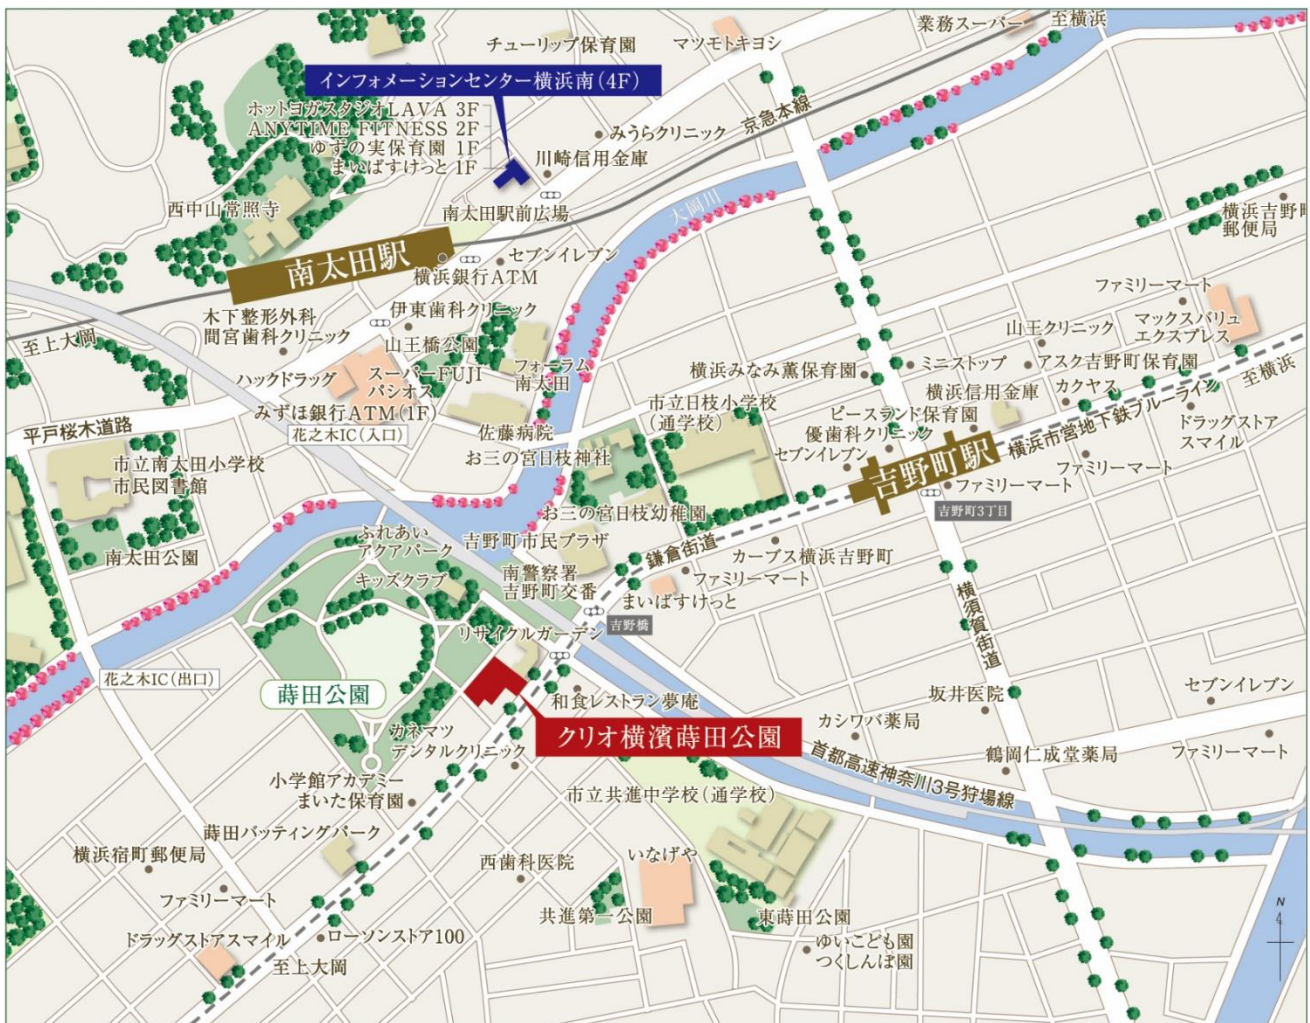 業務スーパー
至横浜
チューリップ保育園
マツモトキヨシ
インフォメーションセンター横浜南(4F)
ホットヨガスタジオLAVA 3F
ANYTIME FITNESS 2F
ゆずの実保育園 1F
まいばすけっと 1F
みうらクリニック
京急本線
川崎信用金庫
西中山常照寺
南太田駅前広場
大岡川
横浜吉野町
郵便局
南太田駅
セブンイレブン
横浜銀行ATM
ファミリーマート
木下整形外科
間宮歯科クリニック
伊東歯科クリニック
至上大岡
山王橋公園
山王クリニック
マックスバリュ
エクスプレス
フォーラム
南太田
ハックドラッグ
スーパーFUJI
パシオス
みずほ銀行ATM(1F)
横浜みなみ薫保育園
ミニストップ
アスク吉野町保育園
至横浜
横浜信用金庫
カクヤス
市立日枝小学校
(通学校)
ピースランド保育園
優歯科クリニック
セブンイレブン
横浜市営地下鉄ブルーライン
ドラッグストア
スマイル
平戸桜木道路
花之木IC(入口)
佐藤病院
お三の宮日枝神社
吉野町駅
市立南太田小学校
市民図書館
ファミリーマート
ファミリーマート
吉野町3丁目
お三の宮日枝幼稚園
南太田公園
ふれあい
アクアパーク
吉野町市民プラザ
鎌倉街道
カーブス横浜吉野町
キッズクラブ
南警察署
吉野町交番
ファミリーマート
まいばすけっと
横須賀街道
吉野橋
リサイクルガーデン
花之木IC(出口)
蒔田公園
和食レストラン夢庵
坂井医院
セブンイレブン
カシワバ薬局
クリオ横濱蒔田公園
カネマツ
デンタルクリニック
首都高速神奈川3号狩場線
鶴岡仁成堂薬局
ファミリーマート
小学館アカデミー
まいた保育園
市立共進中学校(通学校)
蒔田バッティングパーク
横浜宿町郵便局
西歯科医院
いなげや
ファミリーマート
共進第一公園
東蒔田公園
ドラッグストアスマイル
ローソンストア100
ゆいこども園
つくしんぼ園
至上大岡
N